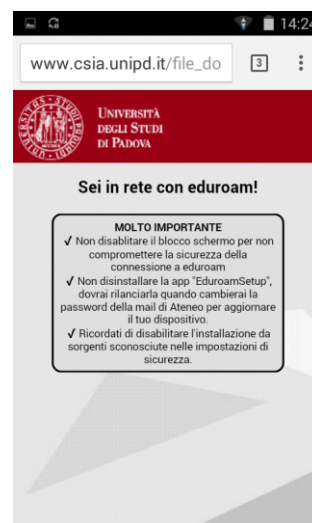 14:24
www.csia.unipd.it/file_do
3
UNIVERSITÀ
DEGLI STUDI
DI PADOVA
Sei in rete con eduroam!
MOLTO IMPORTANTE
✓ Non disablitare il blocco schermo per non
compromettere la sicurezza della
connessione a eduroam
✓ Non disinstallare la app "EduroamSetup",
dovrai rilanciarla quando cambierai la
password della mail di Ateneo per aggiornare
il tuo dispositivo.
✓ Ricordati di disabilitare l'installazione da
sorgenti sconosciute nelle impostazioni di
sicurezza.